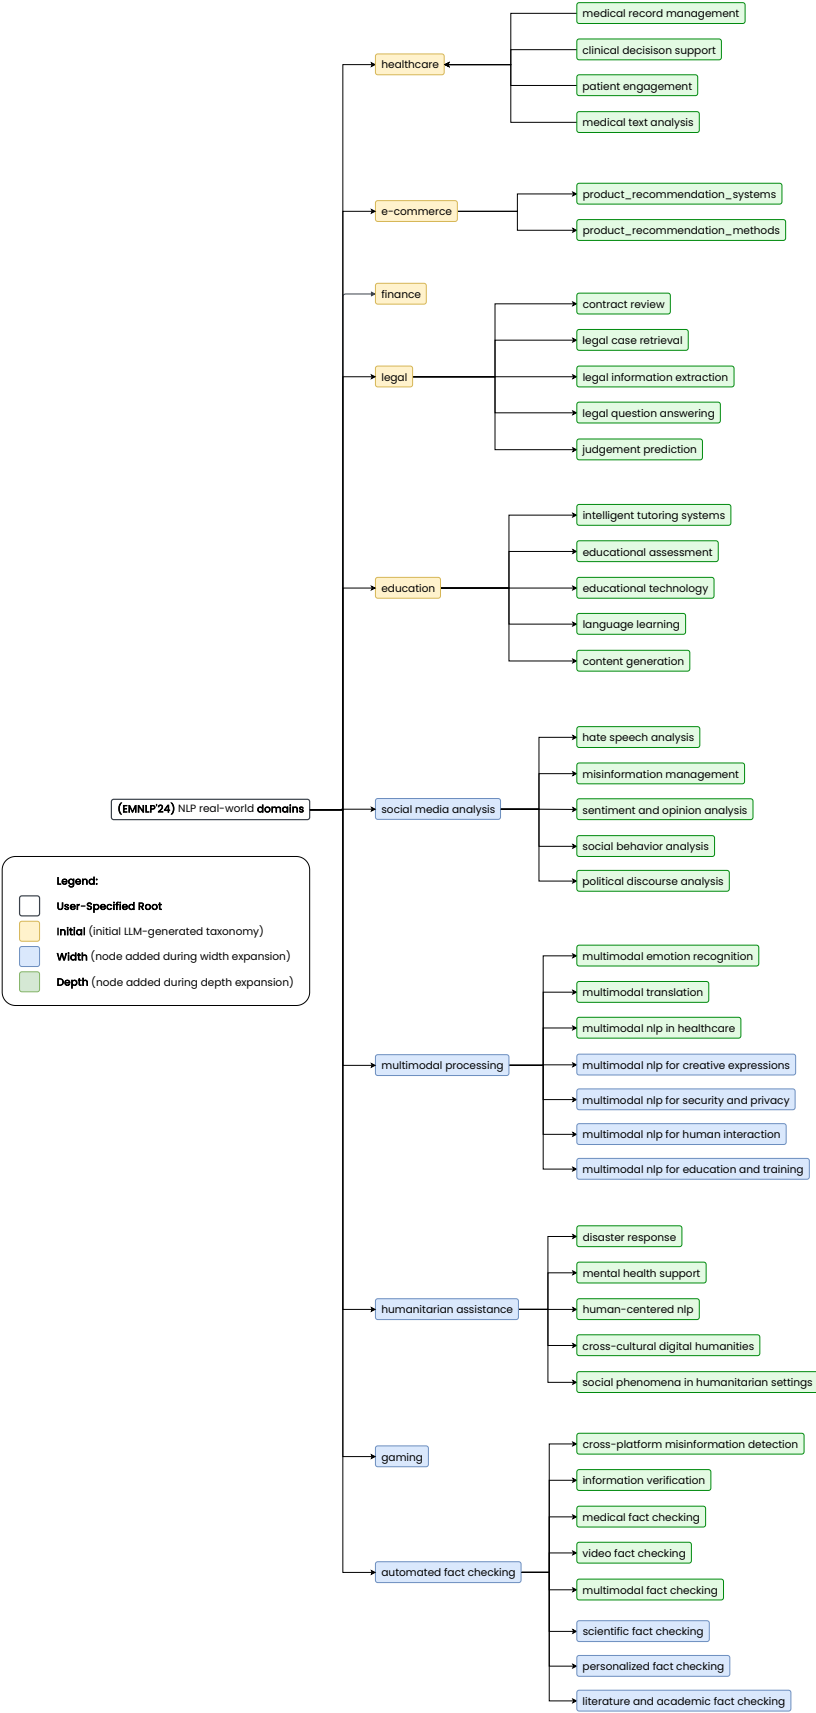 medical record management
clinical decisison support
healthcare
patient engagement
medical text analysis
product_recommendation_systems
e-commerce
product_recommendation_methods
finance
contract review
legal case retrieval
legal
legal information extraction
legal question answering
judgement prediction
intelligent tutoring systems
educational assessment
education
educational technology
language learning
content generation
hate speech analysis
misinformation management
(EMNLP'24) NLP real-world domains
social media analysis
sentiment and opinion analysis
social behavior analysis
political discourse analysis
Legend:
User-Specified Root
Initial (initial LLM-generated taxonomy)
Width (node added during width expansion)
Depth (node added during depth expansion)
multimodal emotion recognition
multimodal translation
multimodal nlp in healthcare
multimodal processing
multimodal nlp for creative expressions
multimodal nlp for security and privacy
multimodal nlp for human interaction
multimodal nlp for education and training
disaster response
mental health support
humanitarian assistance
human-centered nlp
cross-cultural digital humanities
social phenomena in humanitarian settings
gaming
cross-platform misinformation detection
information verification
medical fact checking
video fact checking
automated fact checking
multimodal fact checking
scientific fact checking
personalized fact checking
literature and academic fact checking